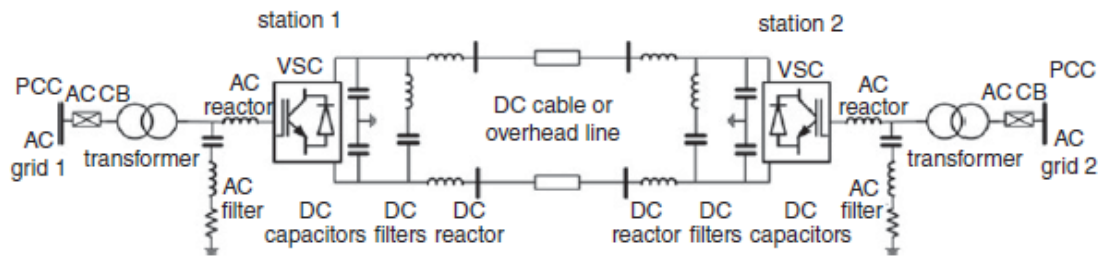 station 1
station 2
PCC
AC CB
AC
reactor
VSC
DC cable or
overhead line
VSC
AC
reactor
AC CB
PCC
AC
grid 1
transformer
AC
filter
DC
capacitors
DC
filters
DC
reactor
DC
reactor
DC
filters
DC
capacitors
AC
filter
transformer
AC
grid 2